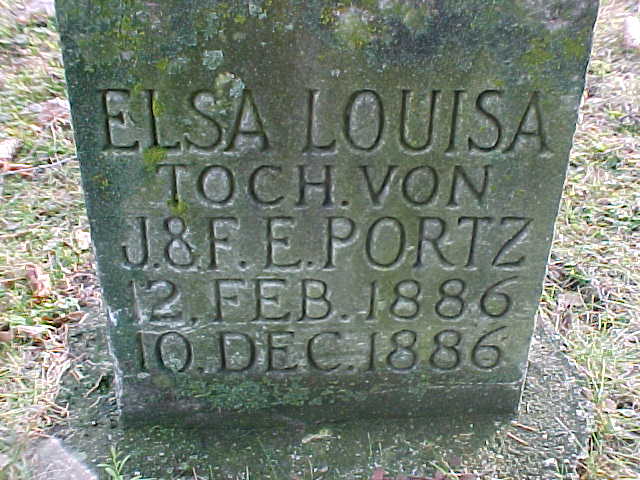 ELSA LOUISA
TOCH. VON
J. & F. E. PORTZ
12. FEB. 1886
10. DEC. 1886